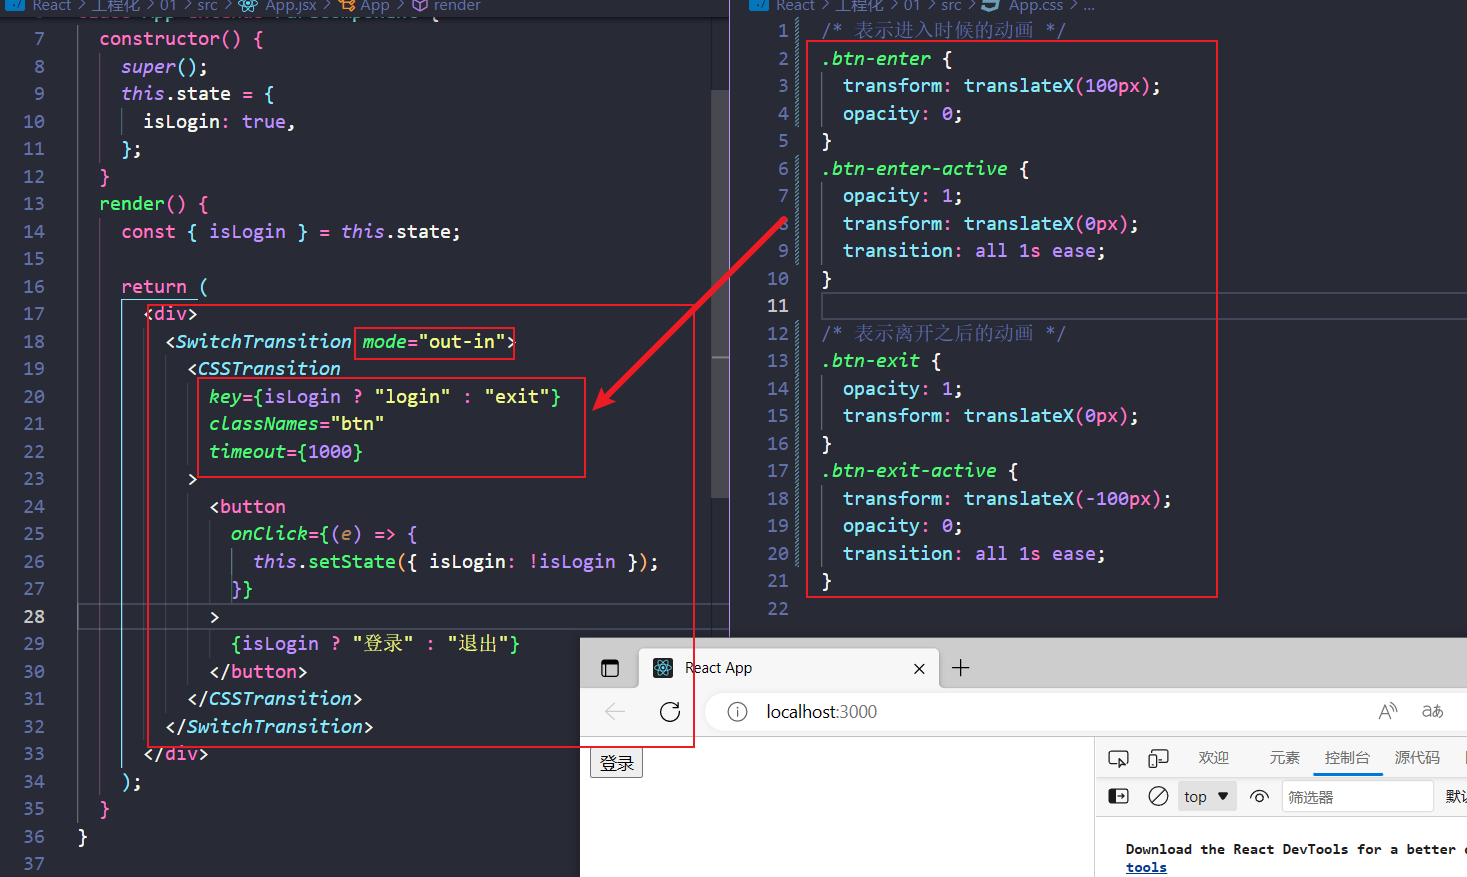 React > 工程化 > 01 > src > App.jsx > App > render
7 constructor() {
8 super();
9 this.state = {
10 isLogin: true,
11 };
12 }
13 render() {
14 const { isLogin } = this.state;
15
16 return (
17 <div>
18 <SwitchTransition mode="out-in">
19 <CSSTransition
20 key={isLogin ? "login" : "exit"}
21 classNames="btn"
22 timeout={1000}
23 >
24 <button
25 onClick={(e) => {
26 this.setState({ isLogin: !isLogin });
27 }}
28 >
29 {isLogin ? "登录" : "退出"}
30 </button>
31 </CSSTransition>
32 </SwitchTransition>
33 </div>
34 );
35 }
36 }
37
React > 工程化 > 01 > src > App.css > ...
1 /* 表示进入时候的动画 */
2 .btn-enter {
3 transform: translateX(100px);
4 opacity: 0;
5 }
6 .btn-enter-active {
7 opacity: 1;
8 transform: translateX(0px);
9 transition: all 1s ease;
10 }
11
12 /* 表示离开之后的动画 */
13 .btn-exit {
14 opacity: 1;
15 transform: translateX(0px);
16 }
17 .btn-exit-active {
18 transform: translateX(-100px);
19 opacity: 0;
20 transition: all 1s ease;
21 }
22
React App
localhost:3000
登录
欢迎 元素 控制台 源代码
top 筛选器
Download the React DevTools for a better
tools